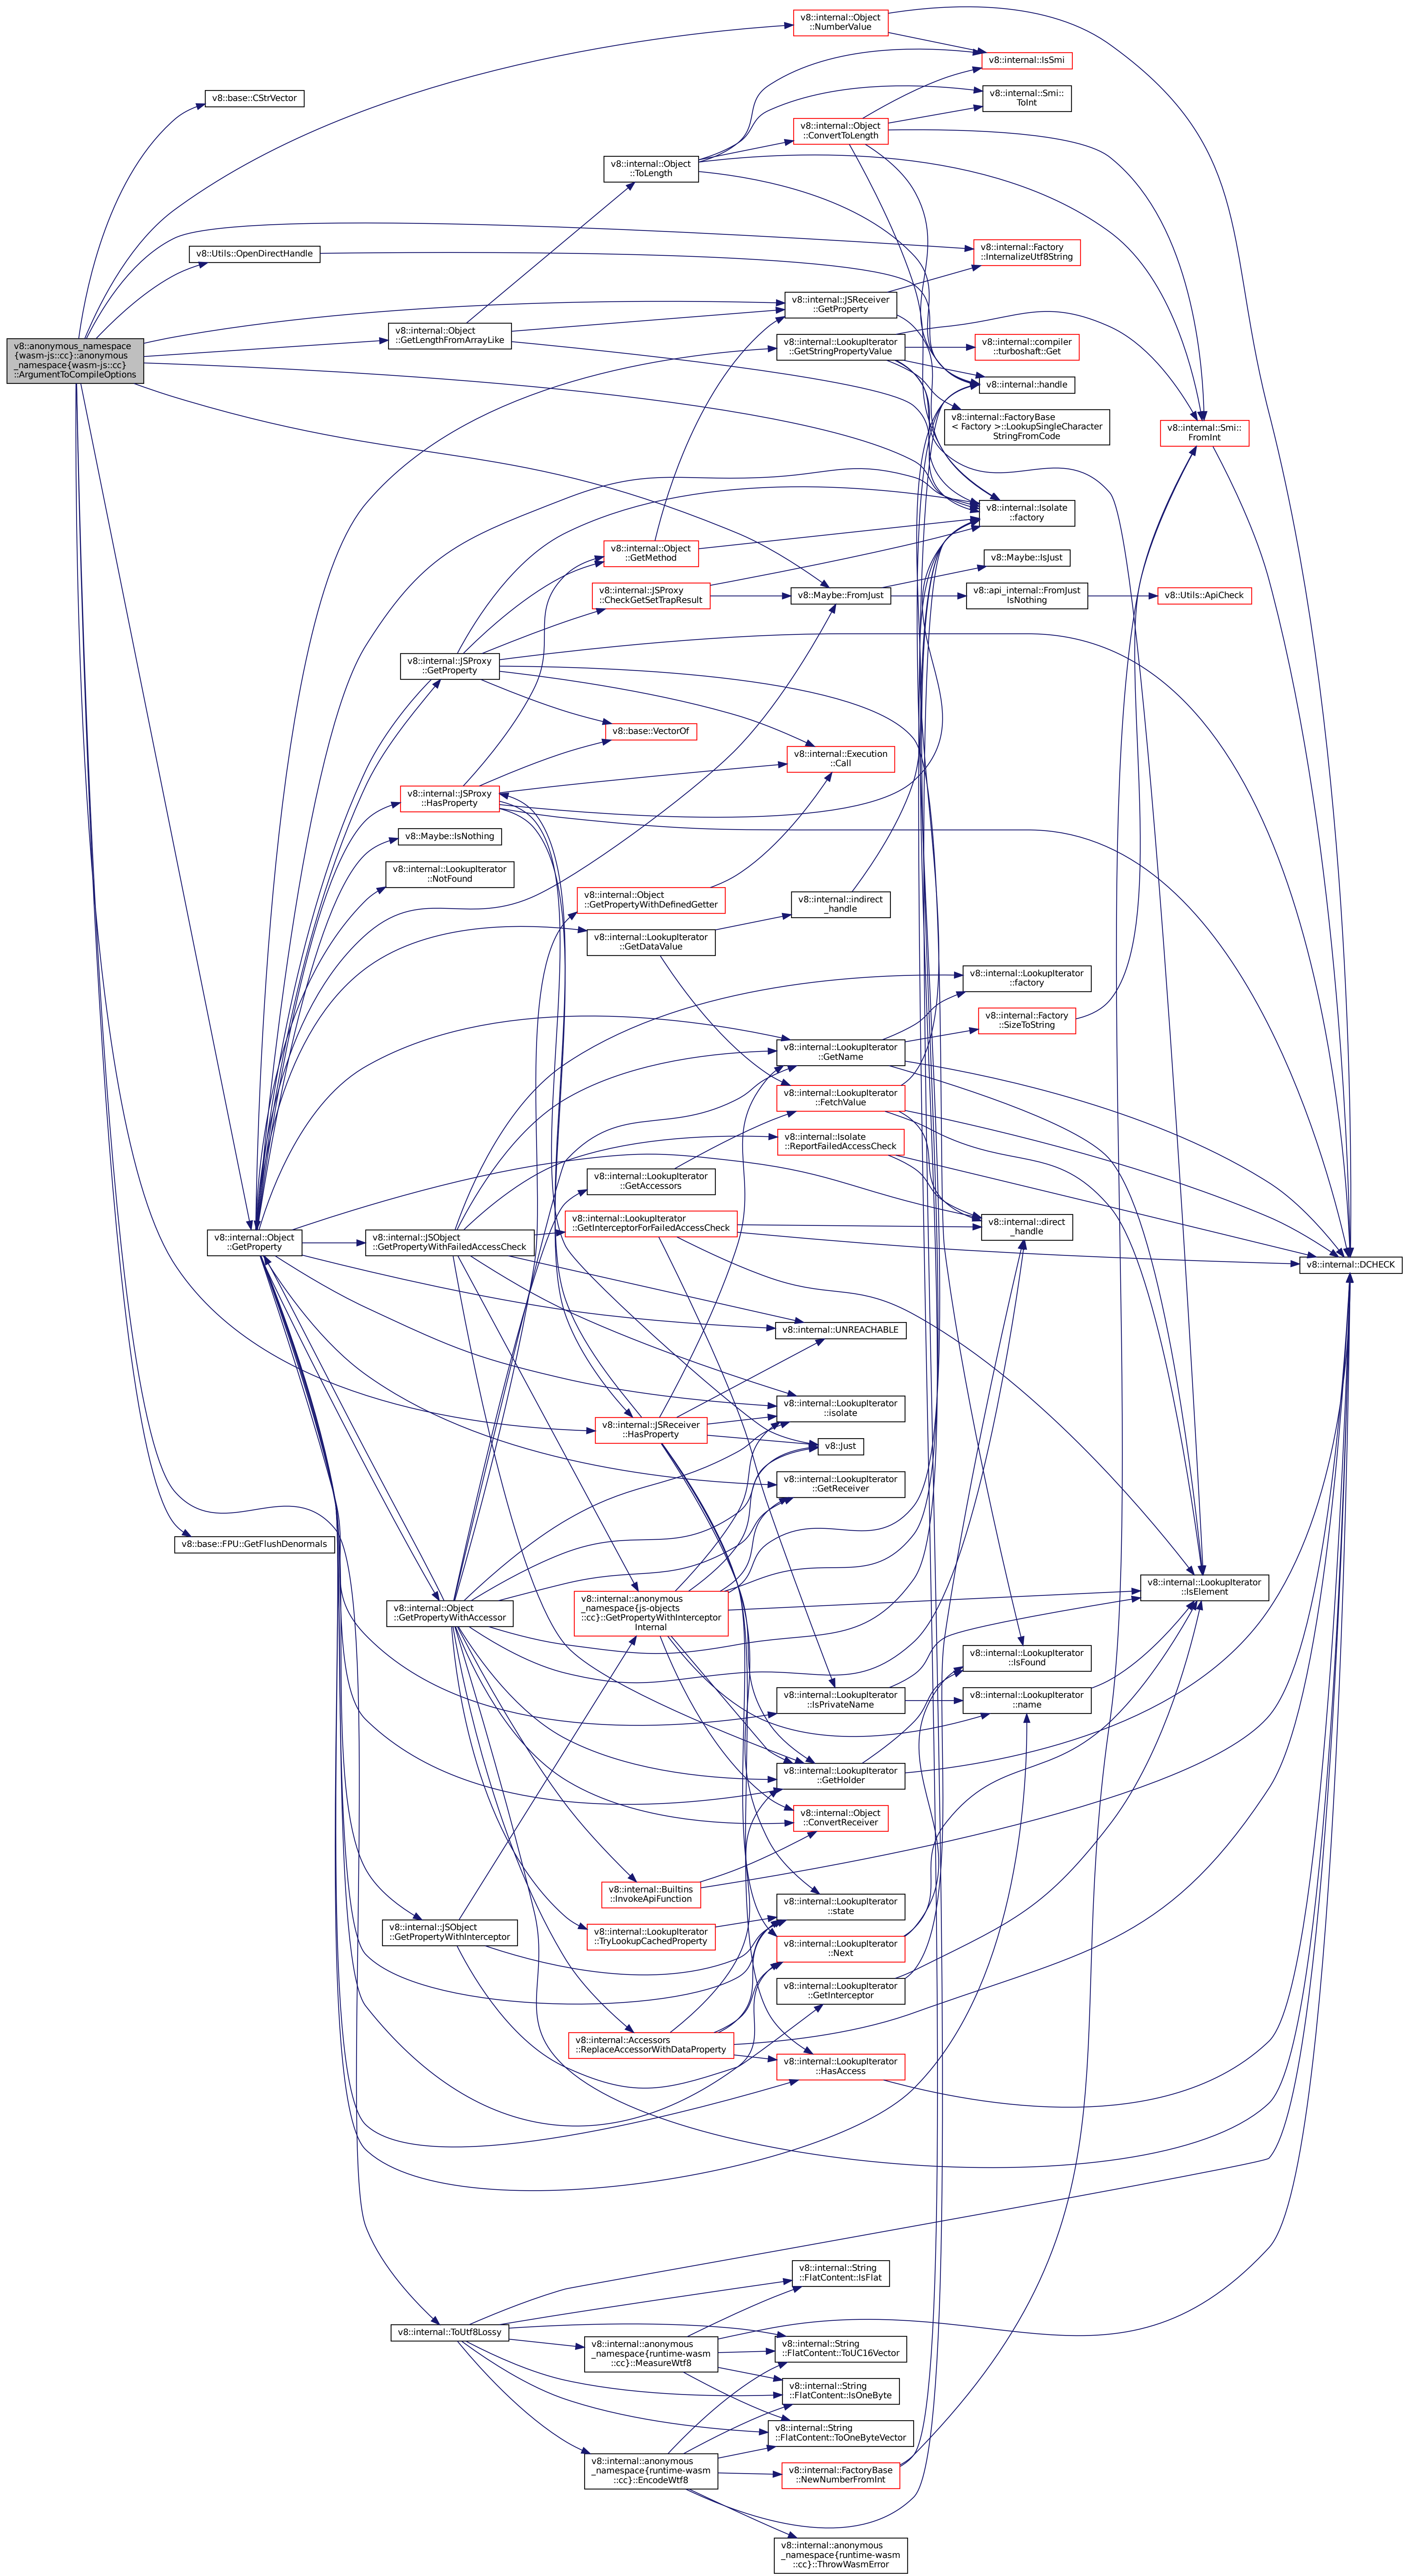 v8::internal::Object
::NumberValue
v8::internal::IsSmi
v8::base::CStrVector
v8::internal::Smi::
ToInt
v8::internal::Object
::ConvertToLength
v8::internal::Object
::ToLength
v8::Utils::OpenDirectHandle
v8::internal::Factory
::InternalizeUtf8String
v8::internal::JSReceiver
::GetProperty
v8::internal::Object
::GetLengthFromArrayLike
v8::internal::LookupIterator
::GetStringPropertyValue
v8::internal::compiler
::turboshaft::Get
v8::anonymous_namespace
{wasm-js::cc}::anonymous
_namespace{wasm-js::cc}
::ArgumentToCompileOptions
v8::internal::handle
v8::internal::FactoryBase
< Factory >::LookupSingleCharacter
StringFromCode
v8::internal::Smi::
FromInt
v8::internal::Isolate
::factory
v8::internal::Object
::GetMethod
v8::Maybe::IsJust
v8::internal::JSProxy
::CheckGetSetTrapResult
v8::Maybe::FromJust
v8::api_internal::FromJust
IsNothing
v8::Utils::ApiCheck
v8::internal::JSProxy
::GetProperty
v8::base::VectorOf
v8::internal::Execution
::Call
v8::internal::JSProxy
::HasProperty
v8::Maybe::IsNothing
v8::internal::LookupIterator
::NotFound
v8::internal::Object
::GetPropertyWithDefinedGetter
v8::internal::indirect
_handle
v8::internal::LookupIterator
::GetDataValue
v8::internal::LookupIterator
::factory
v8::internal::Factory
::SizeToString
v8::internal::LookupIterator
::GetName
v8::internal::LookupIterator
::FetchValue
v8::internal::Isolate
::ReportFailedAccessCheck
v8::internal::LookupIterator
::GetAccessors
v8::internal::LookupIterator
::GetInterceptorForFailedAccessCheck
v8::internal::direct
_handle
v8::internal::Object
::GetProperty
v8::internal::JSObject
::GetPropertyWithFailedAccessCheck
v8::internal::DCHECK
v8::internal::UNREACHABLE
v8::internal::LookupIterator
::isolate
v8::internal::JSReceiver
::HasProperty
v8::Just
v8::internal::LookupIterator
::GetReceiver
v8::base::FPU::GetFlushDenormals
v8::internal::LookupIterator
::IsElement
v8::internal::Object
::GetPropertyWithAccessor
v8::internal::anonymous
_namespace{js-objects
::cc}::GetPropertyWithInterceptor
Internal
v8::internal::LookupIterator
::IsFound
v8::internal::LookupIterator
::IsPrivateName
v8::internal::LookupIterator
::name
v8::internal::LookupIterator
::GetHolder
v8::internal::Object
::ConvertReceiver
v8::internal::Builtins
::InvokeApiFunction
v8::internal::LookupIterator
::state
v8::internal::JSObject
::GetPropertyWithInterceptor
v8::internal::LookupIterator
::TryLookupCachedProperty
v8::internal::LookupIterator
::Next
v8::internal::LookupIterator
::GetInterceptor
v8::internal::Accessors
::ReplaceAccessorWithDataProperty
v8::internal::LookupIterator
::HasAccess
v8::internal::String
::FlatContent::IsFlat
v8::internal::ToUtf8Lossy
v8::internal::anonymous
_namespace{runtime-wasm
::cc}::MeasureWtf8
v8::internal::String
::FlatContent::ToUC16Vector
v8::internal::String
::FlatContent::IsOneByte
v8::internal::String
::FlatContent::ToOneByteVector
v8::internal::anonymous
_namespace{runtime-wasm
::cc}::EncodeWtf8
v8::internal::FactoryBase
::NewNumberFromInt
v8::internal::anonymous
_namespace{runtime-wasm
::cc}::ThrowWasmError